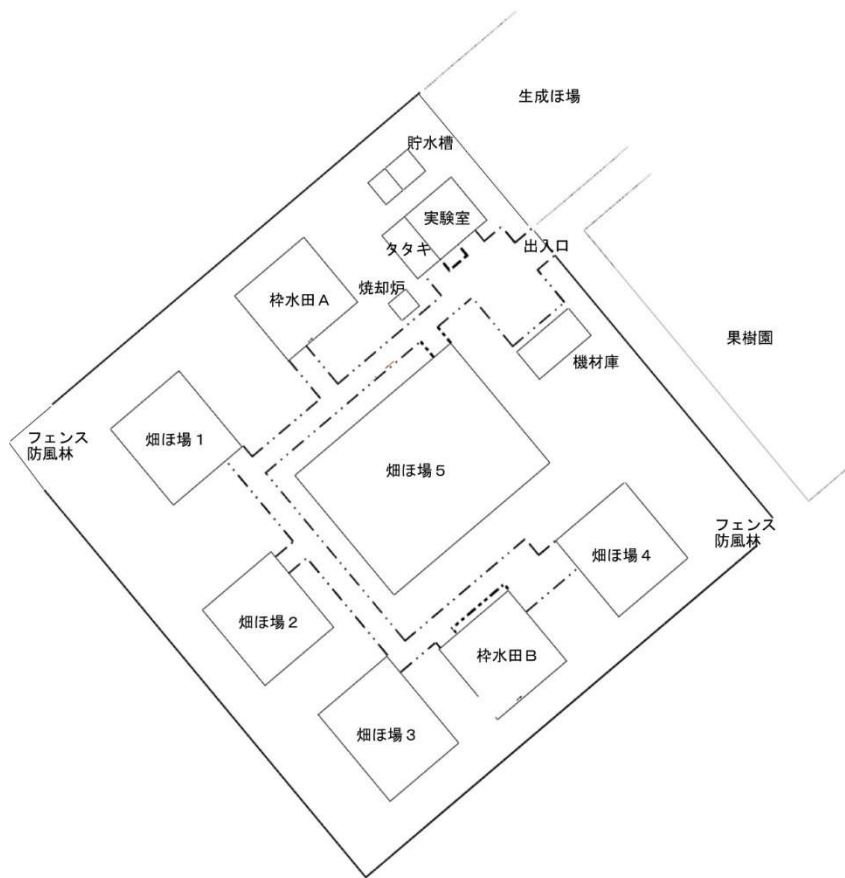 生成ほ場
貯水槽
実験室
タタキ
出入口
焼却炉
枠水田A
果樹園
機材庫
畑ほ場1
フェンス
防風林
畑ほ場5
フェンス
防風林
畑ほ場4
畑ほ場2
枠水田B
畑ほ場3